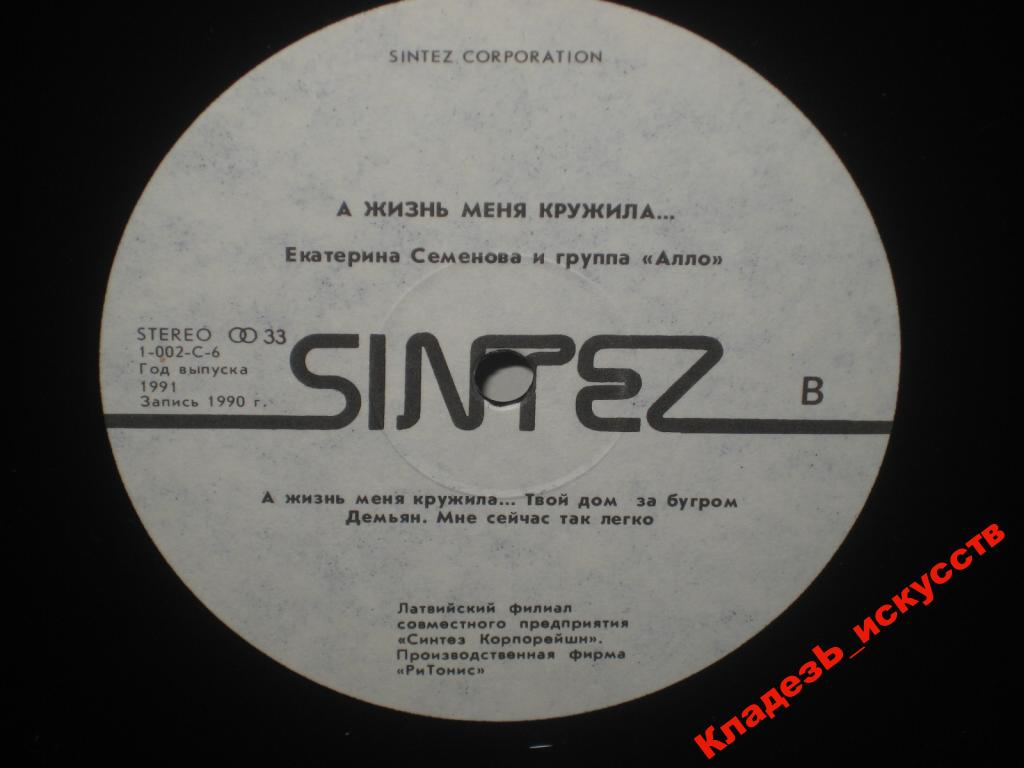 SINTEZ CORPORATION
А ЖИЗНЬ МЕНЯ КРУЖИЛА...
Екатерина Семенова и группа «Алло»
STEREO 33
1-002-С-6
Год выпуска
1991
Запись 1990 г.
SINTEZ
В
А жизнь меня кружила... Твой дом за бугром
Демьян. Мне сейчас так легко
Латвийский филиал
совместного предприятия
«Синтез Корпорейшн».
Производственная фирма
«РиТонис»
КладезЬ_искусств